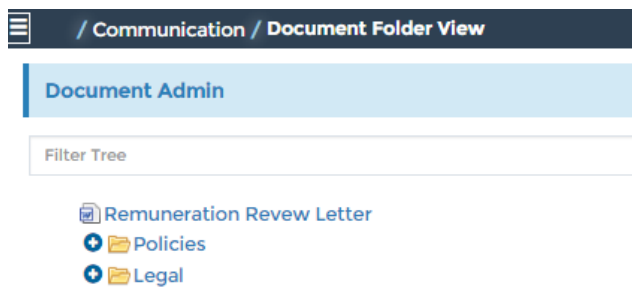 / Communication / Document Folder View
Document Admin
Filter Tree
Remuneration Revew Letter
Policies
Legal